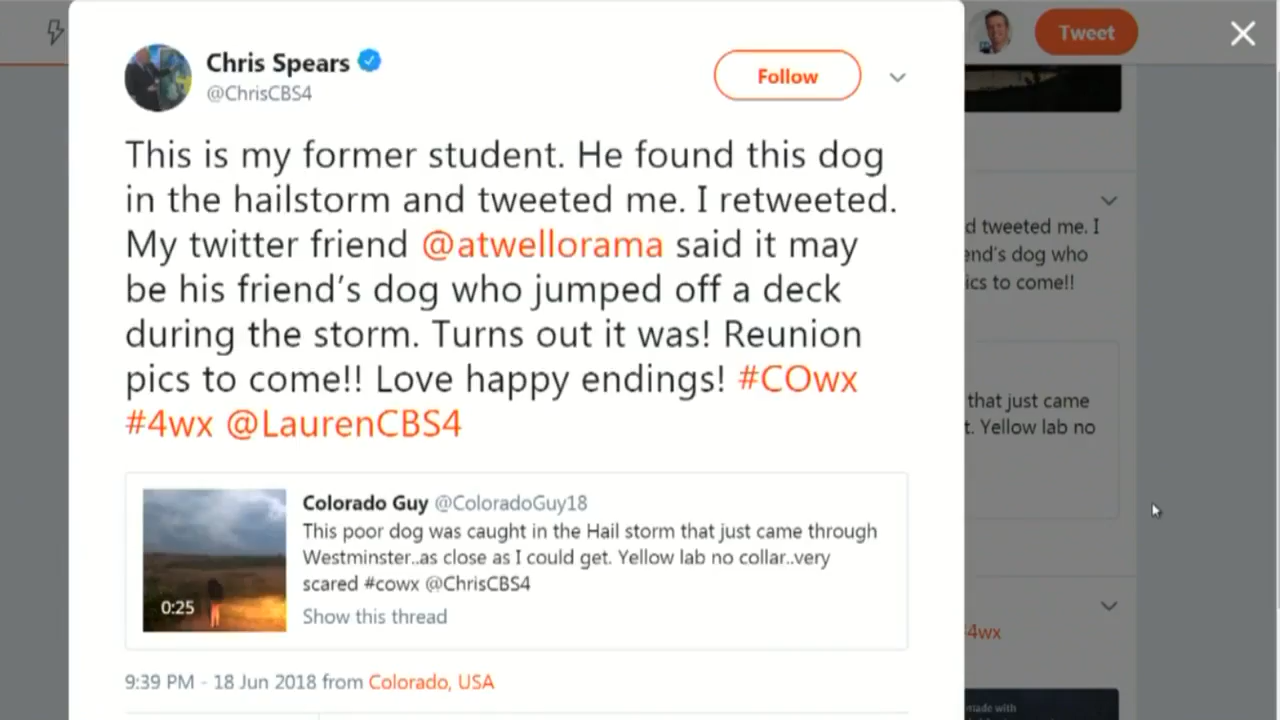 Chris Spears
@ChrisCBS4
Follow
Tweet
This is my former student. He found this dog
in the hailstorm and tweeted me. I retweeted.
My twitter friend @atwellorama said it may
be his friend's dog who jumped off a deck
during the storm. Turns out it was! Reunion
pics to come!! Love happy endings! #COwx
#4wx @LaurenCBS4
Colorado Guy @ColoradoGuy18
This poor dog was caught in the Hail storm that just came through
Westminster..as close as I could get. Yellow lab no collar..very
scared #cowx @ChrisCBS4
Show this thread
0:25
9:39 PM - 18 Jun 2018 from Colorado, USA
d tweeted me. I
end's dog who
ics to come!!
that just came
t. Yellow lab no
4wx
made with